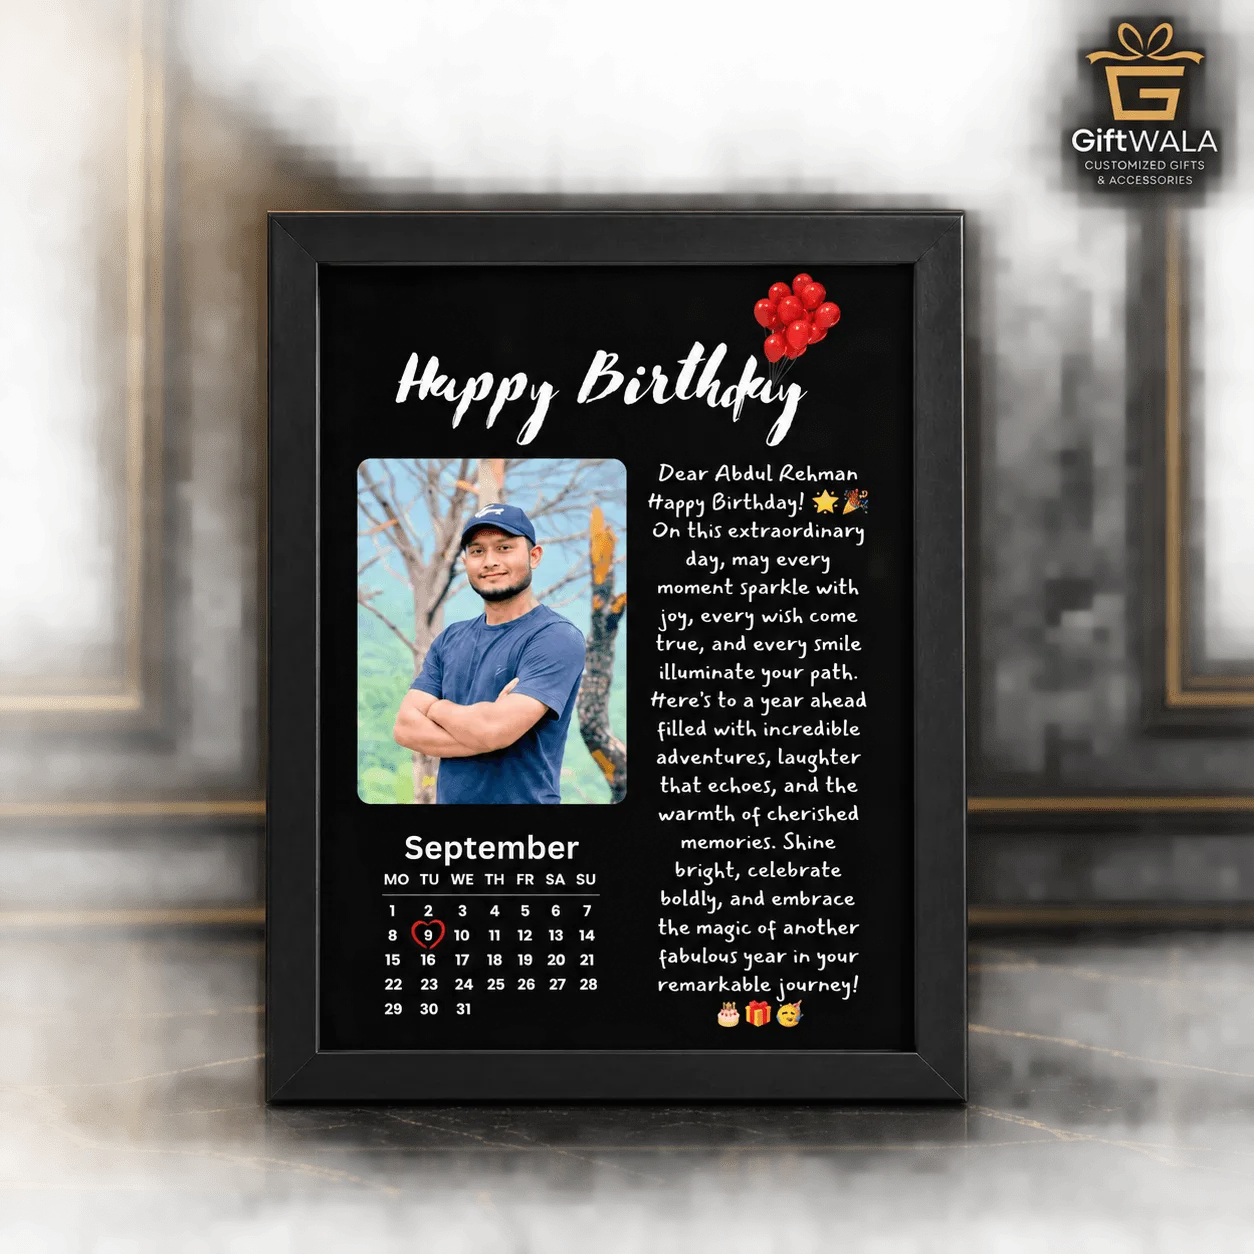 GiftWALA
CUSTOMIZED GIFTS
& ACCESSORIES
Happy Birthday
Dear Abdul Rehman
Happy Birthday! 🌟 🎉
On this extraordinary
day, may every
moment sparkle with
joy, every wish come
true, and every smile
illuminate your path.
Here's to a year ahead
filled with incredible
adventures, laughter
that echoes, and the
warmth of cherished
memories. Shine
bright, celebrate
boldly, and embrace
the magic of another
fabulous year in your
remarkable journey!
🎂 🎁 🥳
September
MO TU WE TH FR SA SU
1 2 3 4 5 6 7
8 9 10 11 12 13 14
15 16 17 18 19 20 21
22 23 24 25 26 27 28
29 30 31